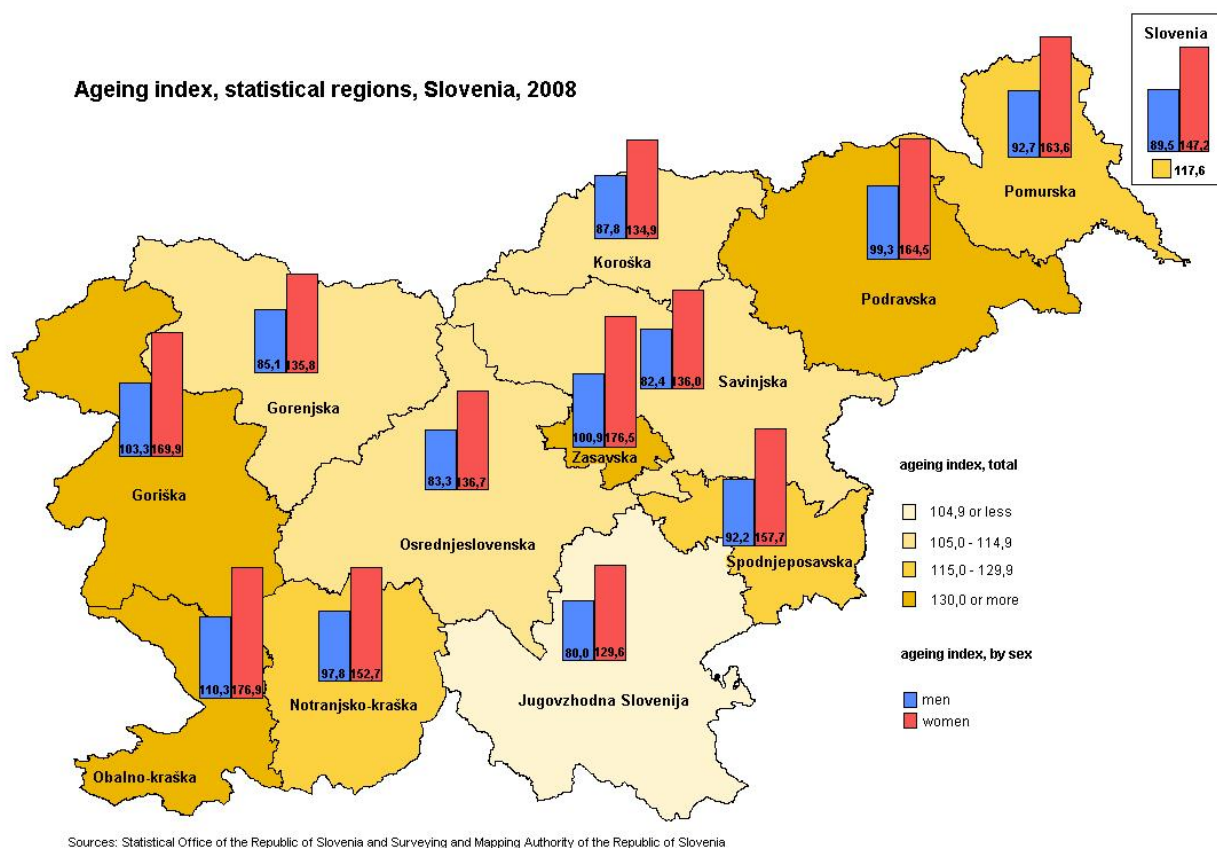 Ageing index, statistical regions, Slovenia, 2008
Slovenia
89,5 147,2
117,6
92,7 163,6
Pomurska
99,3 164,5
Podravska
87,8 134,9
Koroška
85,1 135,8
Gorenjska
82,4 136,0
Savinjska
103,3 169,9
Goriška
83,3 136,7
Osrednjeslovenska
100,9 176,5
Zasavska
92,2 157,7
Spodnjeposavska
110,3 176,9
Obalno-kraška
97,8 152,7
Notranjsko-kraška
80,0 129,6
Jugovzhodna Slovenija
ageing index, total
104,9 or less
105,0 - 114,9
115,0 - 129,9
130,0 or more
ageing index, by sex
men
women
Sources: Statistical Office of the Republic of Slovenia and Surveying and Mapping Authority of the Republic of Slovenia